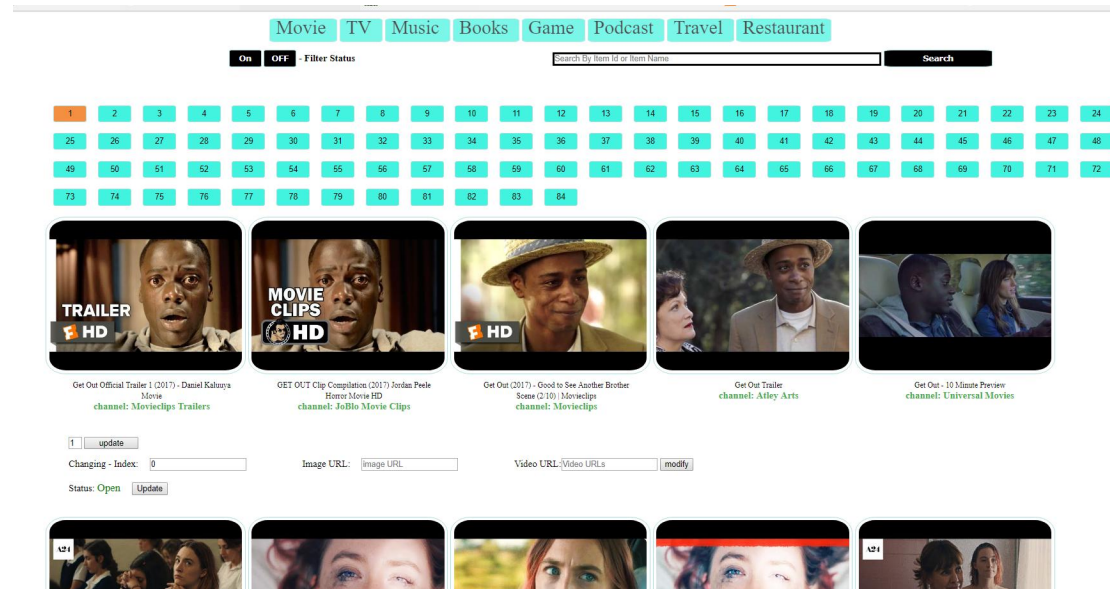 Movie TV Music Books Game Podcast Travel Restaurant
On OFF - Filter Status Search By Item Id or Item Name Search
1 2 3 4 5 6 7 8 9 10 11 12 13 14 15 16 17 18 19 20 21 22 23 24
25 26 27 28 29 30 31 32 33 34 35 36 37 38 39 40 41 42 43 44 45 46 47 48
49 50 51 52 53 54 55 56 57 58 59 60 61 62 63 64 65 66 67 68 69 70 71 72
73 74 75 76 77 78 79 80 81 82 83 84
TRAILER
HD
MOVIE
CLIPS
HD
HD
Get Out Official Trailer 1 (2017) - Daniel Kaluuya
Movie
channel: Movieclips Trailers
GET OUT Clip Compilation (2017) Jordan Peele
Horror Movie HD
channel: JoBlo Movie Clips
Get Out (2017) - Good to See Another Brother
Scene (2/10) | Movieclips
channel: Movieclips
Get Out Trailer
channel: Atley Arts
Get Out - 10 Minute Preview
channel: Universal Movies
1 update
Changing - Index: 0 Image URL: image URL Video URL: Video URLs modify
Status: Open Update
A24
A24